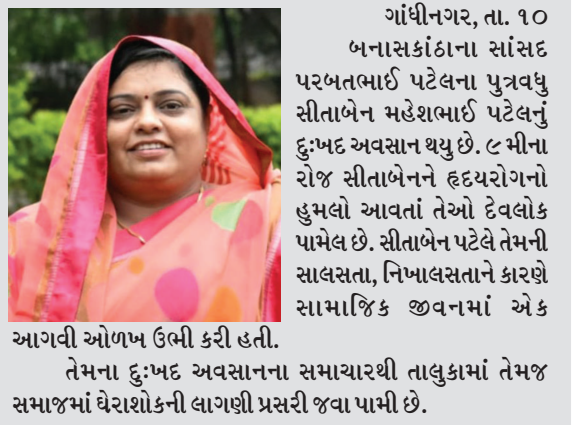 ગાંધીનગર, તા. ૧૦
બનાસકાંઠાના સાંસદ
પરબતભાઈ પટેલના પુત્રવધુ
સીતાબેન મહેશભાઈ પટેલનું
દુઃખદ અવસાન થયુ છે. ૯ મીના
રોજ સીતાબેનને હૃદયરોગનો
હુમલો આવતાં તેઓ દેવલોક
પામેલ છે. સીતાબેન પટેલે તેમની
સાલસતા, નિખાલસતાને કારણે
સામાજિક જીવનમાં એક
આગવી ઓળખ ઉભી કરી હતી.
તેમના દુઃખદ અવસાનના સમાચારથી તાલુકામાં તેમજ
સમાજમાં ઘેરાશોકની લાગણી પ્રસરી જવા પામી છે.